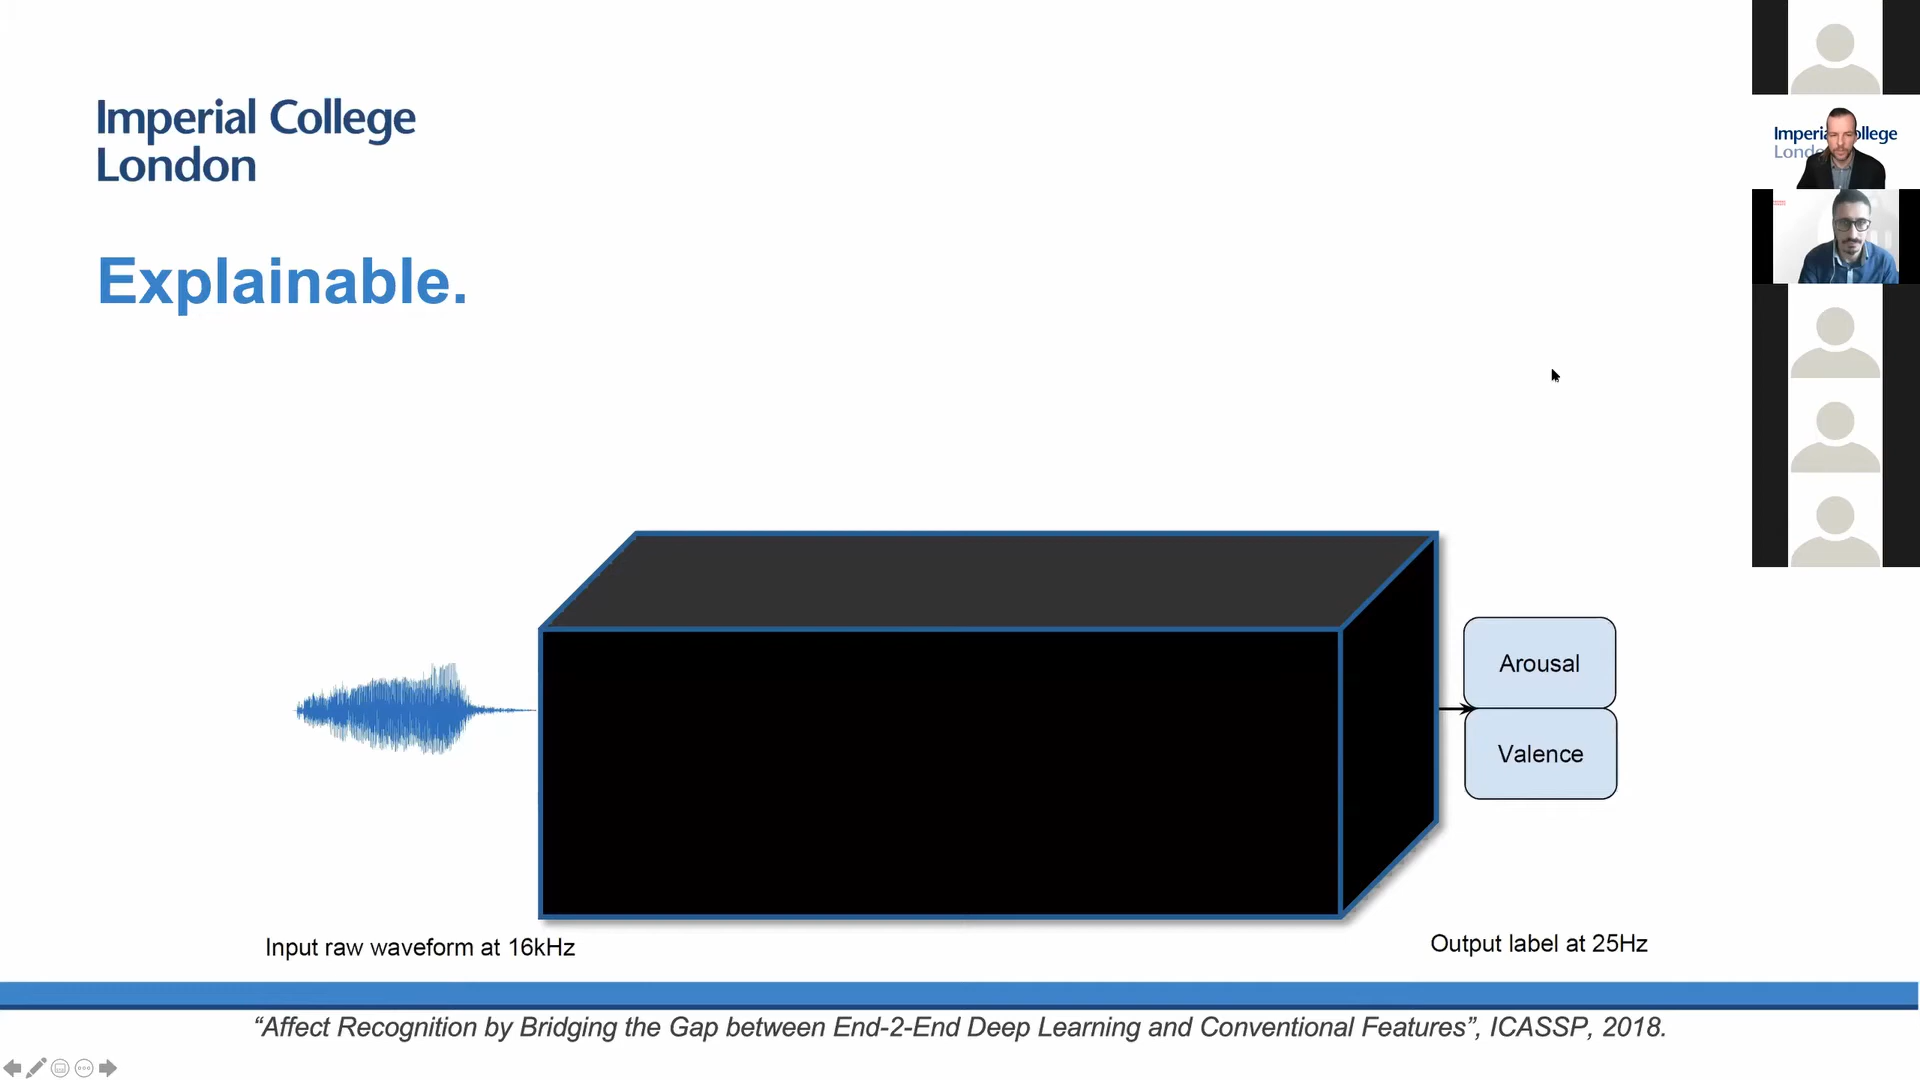 Imperial College
London
Explainable.
Arousal
Valence
Input raw waveform at 16kHz
Output label at 25Hz
“Affect Recognition by Bridging the Gap between End-2-End Deep Learning and Conventional Features”, ICASSP, 2018.